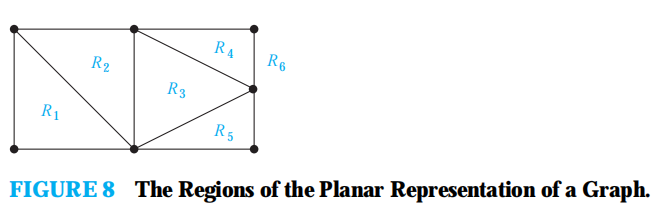 R4
R2
R6
R3
R1
R5
FIGURE 8 The Regions of the Planar Representation of a Graph.